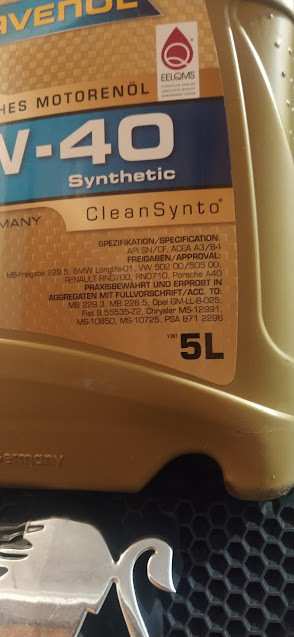 AVENOL
EELQMS
HES MOTORENÖL
W-40
Synthetic
MANY
CleanSynto®
SPEZIFIKATION/SPECIFICATION:
API SN/CF, ACEA A3/B4
FREIGABEN/APPROVAL:
MB-Freigabe 229.5, BMW Longlife-01, VW 502 00/505 00,
RENAULT RN0700, RN0710, Porsche A40
PRAXISBEWÄHRT UND ERPROBT IN
AGGREGATEN MIT FÜLLVORSCHRIFT/ACC. TO:
MB 229.3, MB 226.5, Opel GM-LL-B-025,
Fiat 9.55535-Z2, Chrysler MS-12991,
MS-10850, MS-10725, PSA B71 2296
5L
ermany